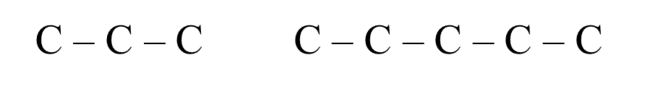 C – C – C C – C – C – C – C